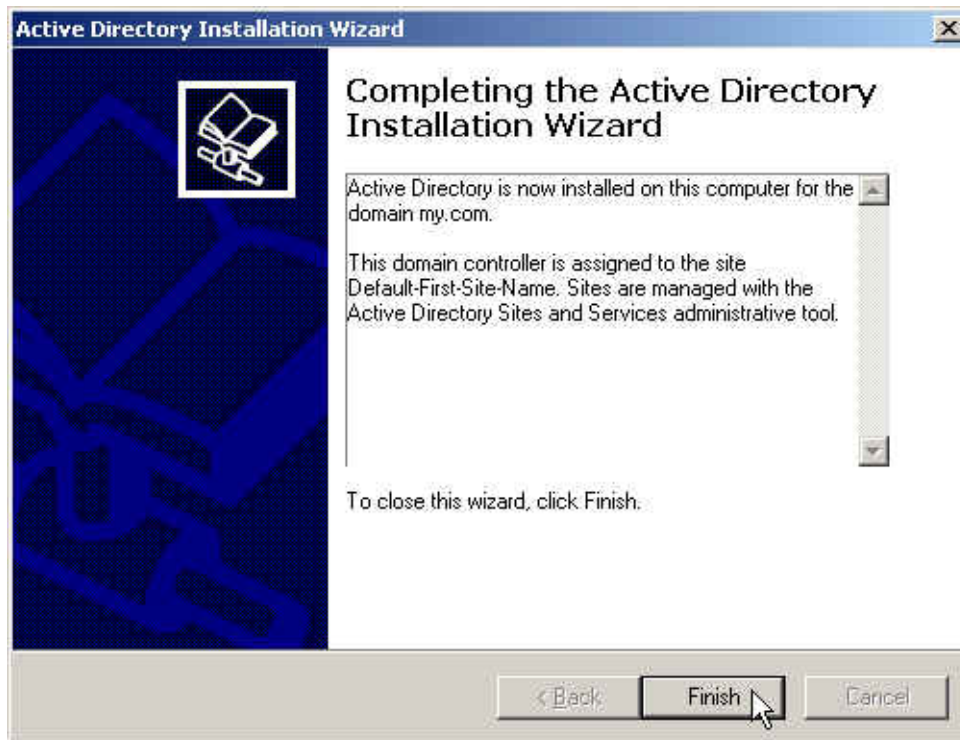 Active Directory Installation Wizard
Completing the Active Directory
Installation Wizard
Active Directory is now installed on this computer for the
domain my.com.
This domain controller is assigned to the site
Default-First-Site-Name. Sites are managed with the
Active Directory Sites and Services administrative tool.
To close this wizard, click Finish.
< Back Finish Cancel